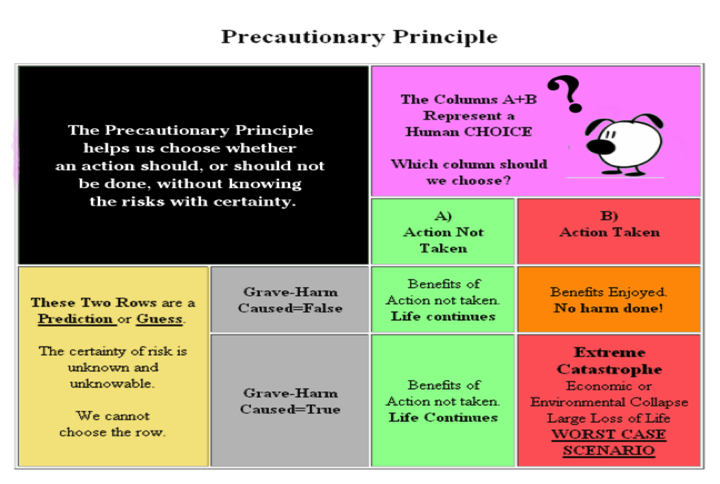 Precautionary Principle
The Precautionary Principle
helps us choose whether
an action should, or should not
be done, without knowing
the risks with certainty.
The Columns A+B
Represent a
Human CHOICE
Which column should
we choose?
?
A)
Action Not
Taken
B)
Action Taken
These Two Rows are a
Prediction or Guess.
The certainty of risk is
unknown and
unknowable.
We cannot
choose the row.
Grave-Harm
Caused=False
Benefits of
Action not taken.
Life continues
Benefits Enjoyed.
No harm done!
Grave-Harm
Caused=True
Benefits of
Action not taken.
Life Continues
Extreme
Catastrophe
Economic or
Environmental Collapse
Large Loss of Life
WORST CASE
SCENARIO